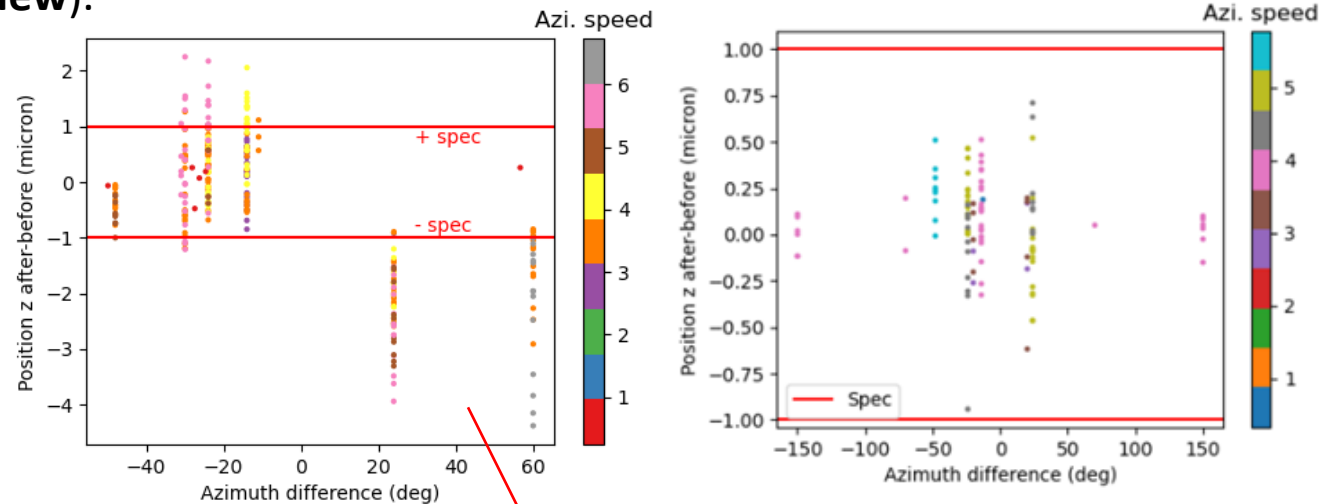 ew).
Azi. speed
2
1
0
−1
−2
−3
−4
Position z after-before (micron)
+ spec
- spec
−40 −20 0 20 40 60
Azimuth difference (deg)
6
5
4
3
2
1
Azi. speed
1.00
0.75
0.50
0.25
0.00
−0.25
−0.50
−0.75
−1.00
Position z after-before (micron)
Spec
−150 −100 −50 0 50 100 150
Azimuth difference (deg)
5
4
3
2
1